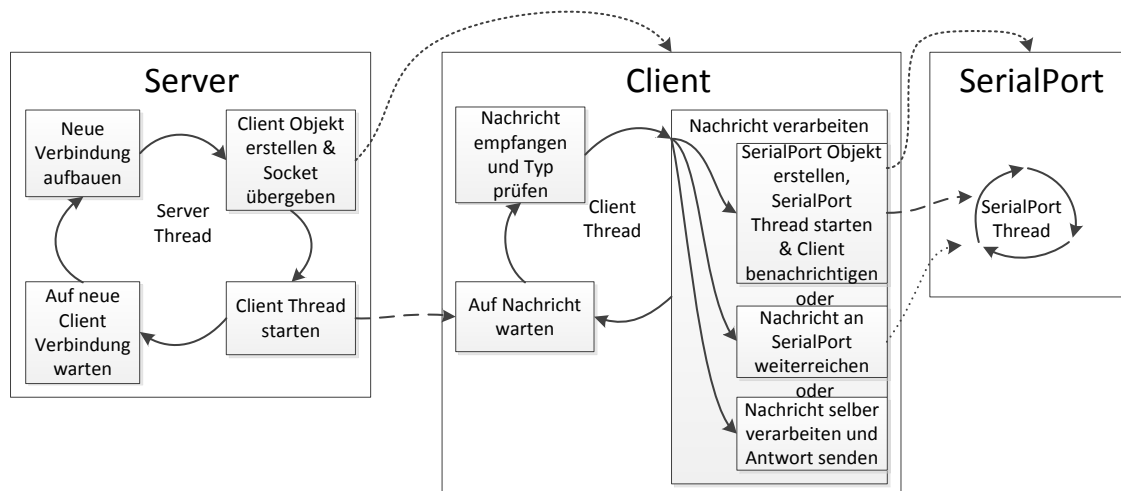 Server
Neue
Verbindung
aufbauen
Client Objekt
erstellen &
Socket
übergeben
Server
Thread
Auf neue
Client
Verbindung
warten
Client Thread
starten
Client
Nachricht
empfangen
und Typ
prüfen
Client
Thread
Auf Nachricht
warten
Nachricht verarbeiten
SerialPort Objekt
erstellen,
SerialPort
Thread starten
& Client
benachrichtigen
oder
Nachricht an
SerialPort
weiterreichen
oder
Nachricht selber
verarbeiten und
Antwort senden
SerialPort
SerialPort
Thread